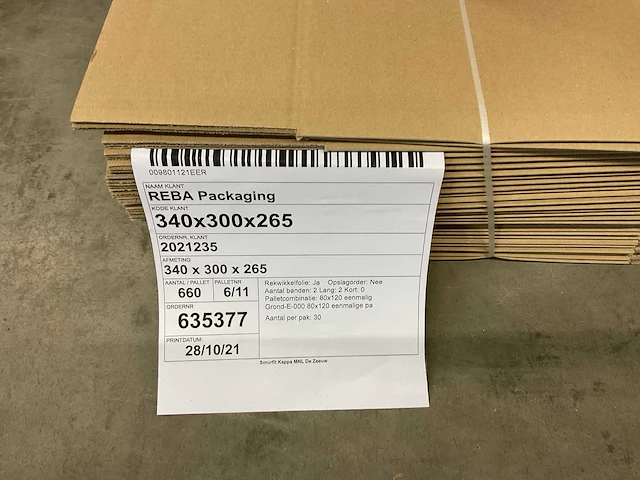 009801121EER
NAAM KLANT
REBA Packaging
KODE KLANT
340x300x265
ORDERNR. KLANT
2021235
AFMETING
340 x 300 x 265
AANTAL / PALLET PALLETNR
660 6/11
ORDERNR
635377
PRINTDATUM:
28/10/21
Rekwikkelfolie: Ja Opslagorder: Nee
Aantal banden: 2 Lang: 2 Kort: 0
Palletcombinatie: 80x120 eenmalig
Grond-E-000 80x120 eenmalige pa
Aantal per pak: 30
Smurfit Kappa MNL De Zeeuw